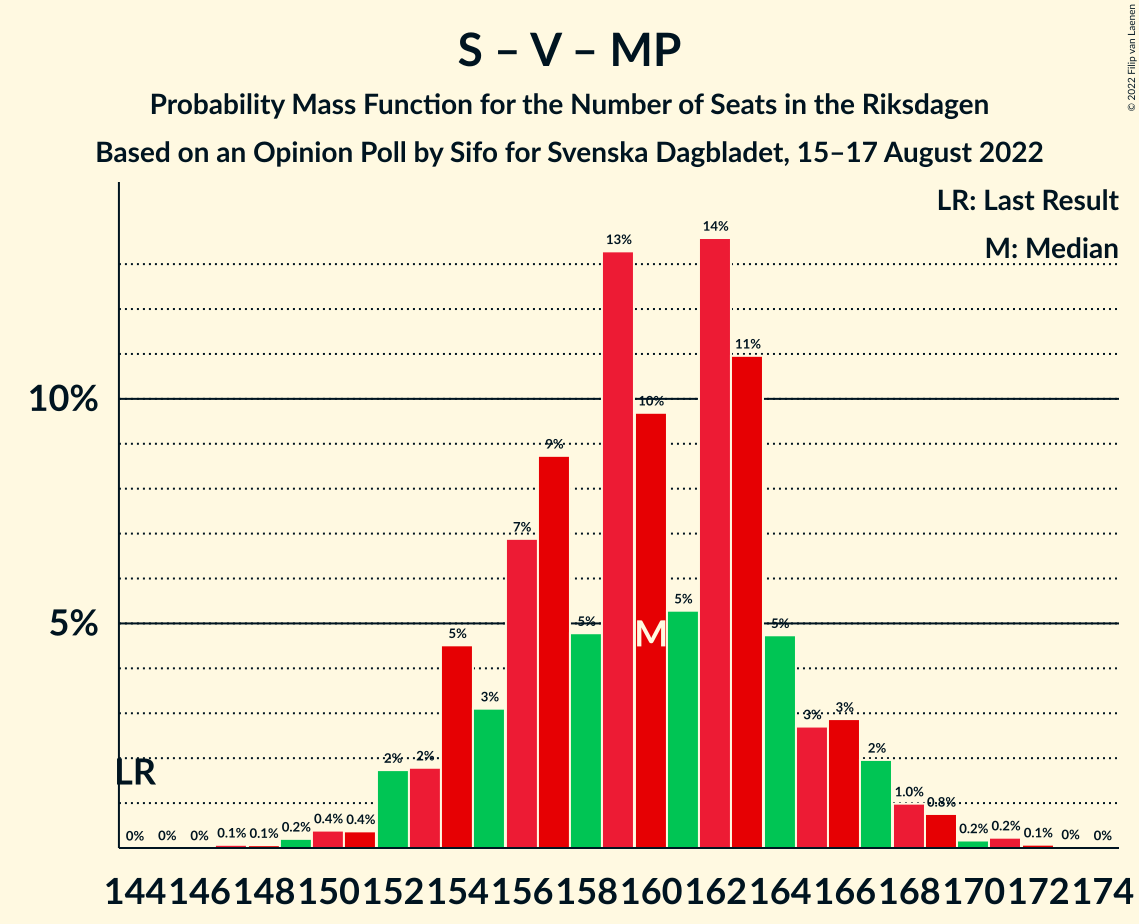 S – V – MP
Probability Mass Function for the Number of Seats in the Riksdagen
Based on an Opinion Poll by Sifo for Svenska Dagbladet, 15–17 August 2022
© 2022 Filip van Laenen
LR: Last Result
M: Median
10%
5%
LR
M
0% 0% 0% 0.1% 0.1% 0.2% 0.4% 0.4% 2% 2% 5% 3% 7% 9% 5% 13% 10% 5% 14% 11% 5% 3% 3% 2% 1.0% 0.8% 0.2% 0.2% 0.1% 0% 0%
144 146 148 150 152 154 156 158 160 162 164 166 168 170 172 174